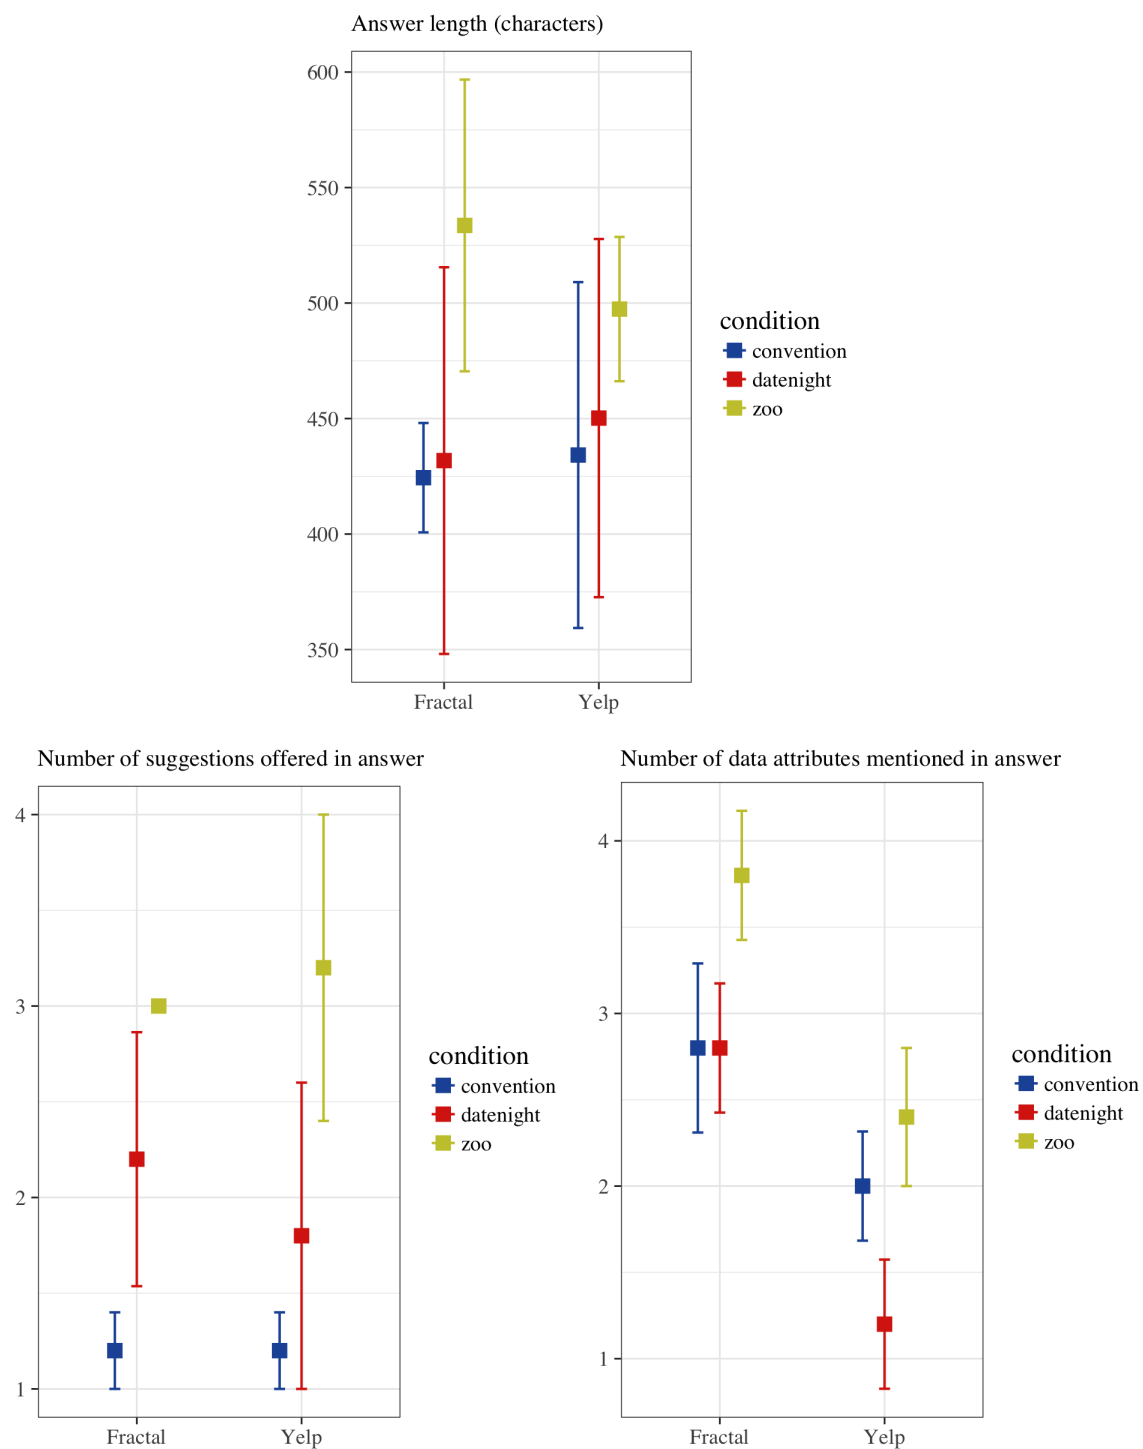 Answer length (characters)
600
550
500
450
400
350
Fractal Yelp
condition
convention
datenight
zoo
Number of suggestions offered in answer
4
3
2
1
Fractal Yelp
condition
convention
datenight
zoo
Number of data attributes mentioned in answer
4
3
2
1
Fractal Yelp
condition
convention
datenight
zoo